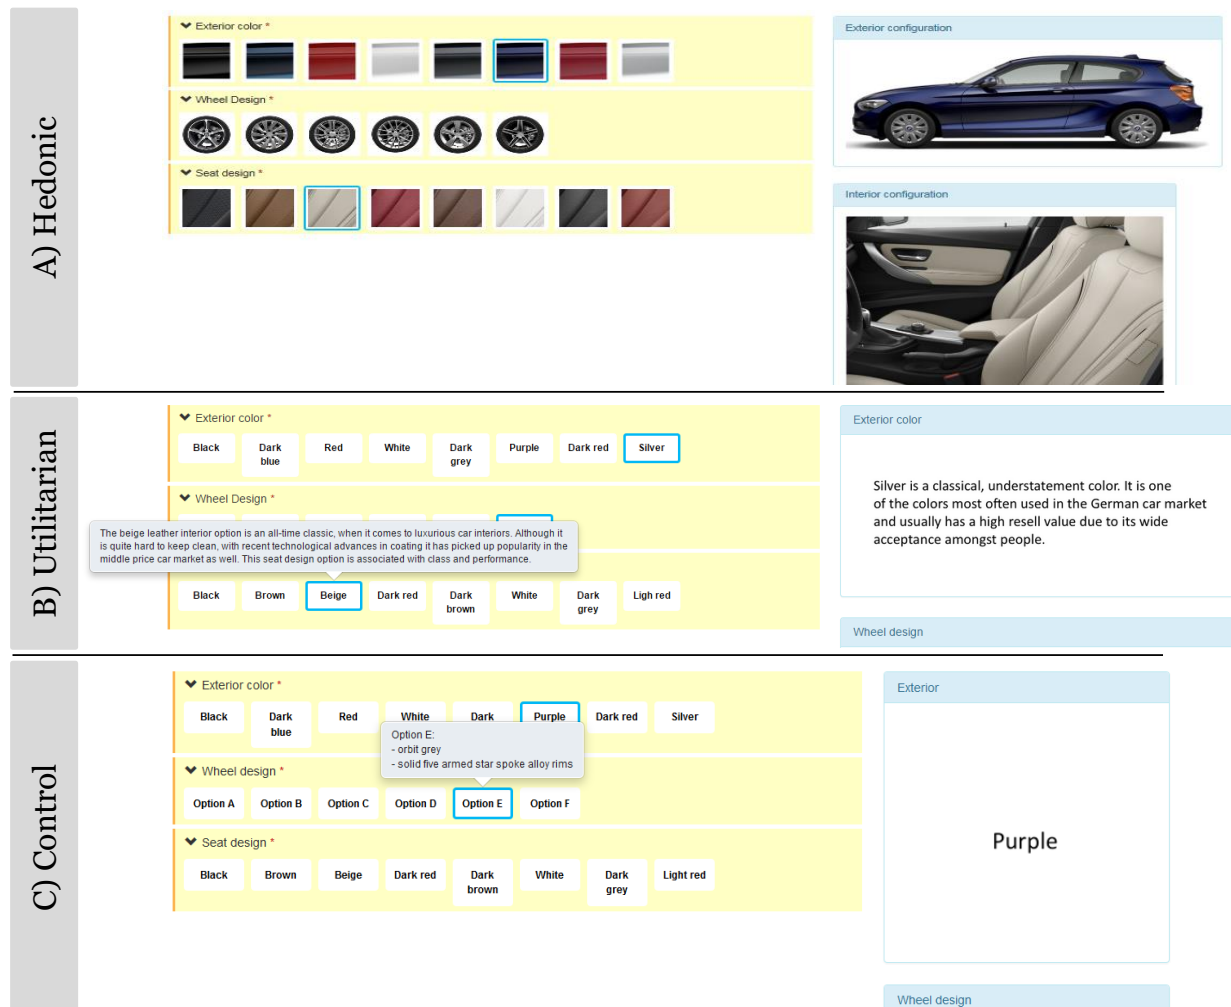 A) Hedonic
Exterior color *
Wheel Design *
Seat design *
Exterior configuration
Interior configuration
B) Utilitarian
Exterior color *
Black
Dark
blue
Red
White
Dark
grey
Purple
Dark red
Silver
Wheel Design *
The beige leather interior option is an all-time classic, when it comes to luxurious car interiors. Although it
is quite hard to keep clean, with recent technological advances in coating it has picked up popularity in the
middle price car market as well. This seat design option is associated with class and performance.
Black
Brown
Beige
Dark red
Dark
brown
White
Dark
grey
Ligh red
Exterior color
Silver is a classical, understatement color. It is one
of the colors most often used in the German car market
and usually has a high resell value due to its wide
acceptance amongst people.
Wheel design
C) Control
Exterior color *
Black
Dark
blue
Red
White
Dark
Purple
Dark red
Silver
Option E:
- orbit grey
- solid five armed star spoke alloy rims
Wheel design *
Option A
Option B
Option C
Option D
Option E
Option F
Seat design *
Black
Brown
Beige
Dark red
Dark
brown
White
Dark
grey
Light red
Exterior
Purple
Wheel design